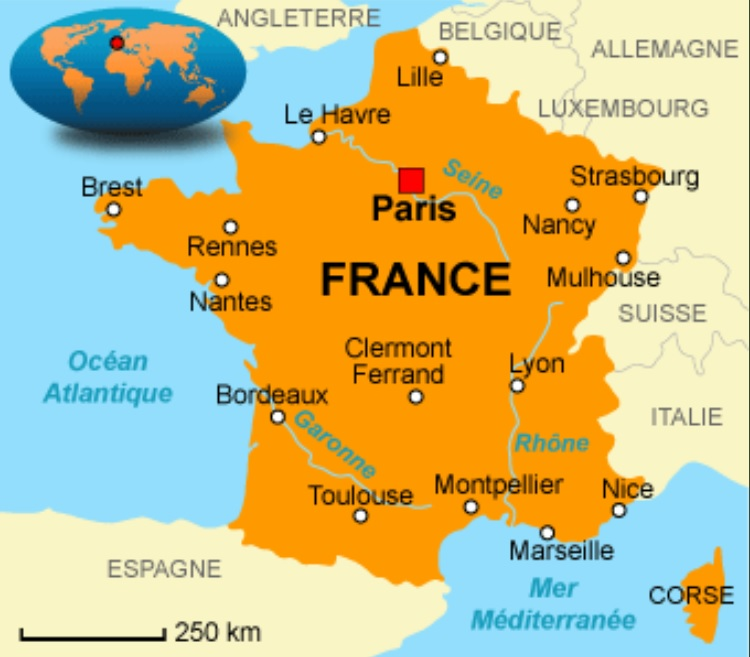 ANGLETERRE
BELGIQUE
ALLEMAGNE
Lille
LUXEMBOURG
Le Havre
Seine
Strasbourg
Brest
Paris
Nancy
Rennes
FRANCE
Mulhouse
Nantes
SUISSE
Océan
Atlantique
Clermont
Ferrand
Lyon
Bordeaux
ITALIE
Garonne
Rhône
Toulouse
Montpellier
Nice
Marseille
ESPAGNE
Mer
Méditerranée
CORSE
250 km